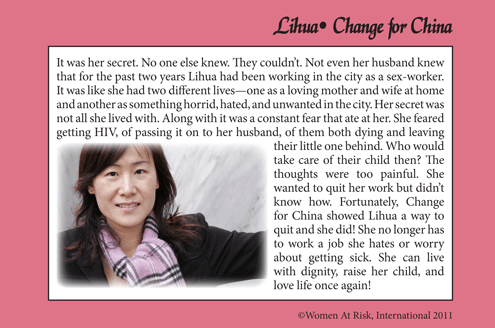 Lihua• Change for China
It was her secret. No one else knew. They couldn't. Not even her husband knew
that for the past two years Lihua had been working in the city as a sex-worker.
It was like she had two different lives—one as a loving mother and wife at home
and another as something horrid, hated, and unwanted in the city. Her secret was
not all she lived with. Along with it was a constant fear that ate at her. She feared
getting HIV, of passing it on to her husband, of them both dying and leaving
their little one behind. Who would
take care of their child then? The
thoughts were too painful. She
wanted to quit her work but didn't
know how. Fortunately, Change
for China showed Lihua a way to
quit and she did! She no longer has
to work a job she hates or worry
about getting sick. She can live
with dignity, raise her child, and
love life once again!
©Women At Risk, International 2011